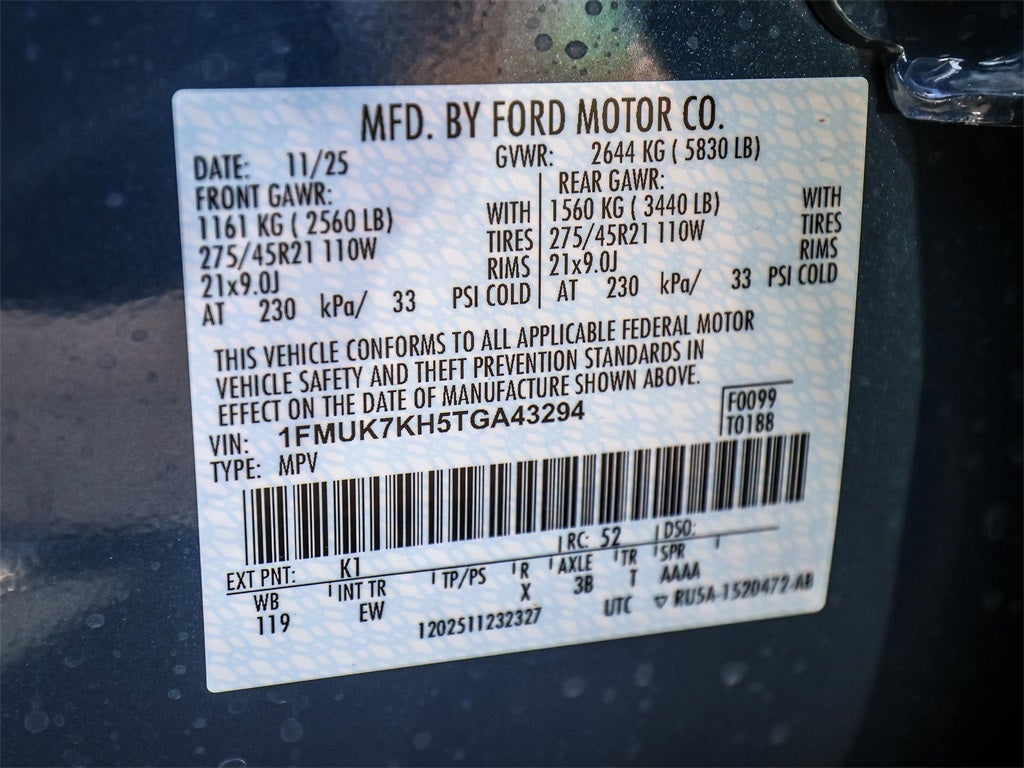 MFD. BY FORD MOTOR CO.
DATE: 11/25 GVWR: 2644 KG ( 5830 LB)
FRONT GAWR: REAR GAWR:
1161 KG ( 2560 LB) WITH 1560 KG ( 3440 LB) WITH
275/45R21 110W TIRES 275/45R21 110W TIRES
21x9.0J RIMS 21x9.0J RIMS
AT 230 kPa/ 33 PSI COLD AT 230 kPa/ 33 PSI COLD
THIS VEHICLE CONFORMS TO ALL APPLICABLE FEDERAL MOTOR
VEHICLE SAFETY AND THEFT PREVENTION STANDARDS IN
EFFECT ON THE DATE OF MANUFACTURE SHOWN ABOVE.
VIN: 1FMUK7KH5TGA43294 F0099
TYPE: MPV T0188
EXT PNT: K1 RC: 52 DSO:
WB INT TR TP/PS R AXLE TR SPR
119 EW X 3B T AAAA
1202511232327 UTC ▽ RU5A-1520472-AB